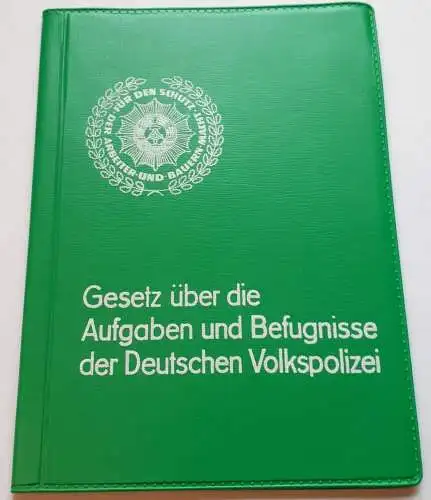 FÜR DEN SCHUTZ DER ARBEITER-UND-BAUERN-MACHT
Gesetz über die
Aufgaben und Befugnisse
der Deutschen Volkspolizei